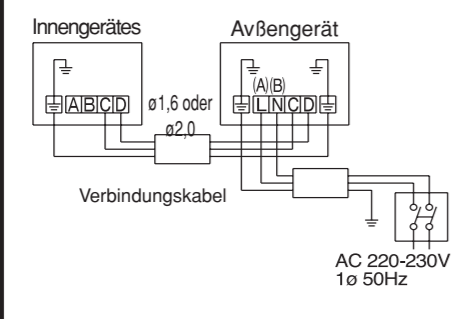 Innengerätes
Avßengerät
(A)(B)
A B C D
L N C D
ø1,6 oder
ø2,0
Verbindungskabel
AC 220-230V
1ø 50Hz